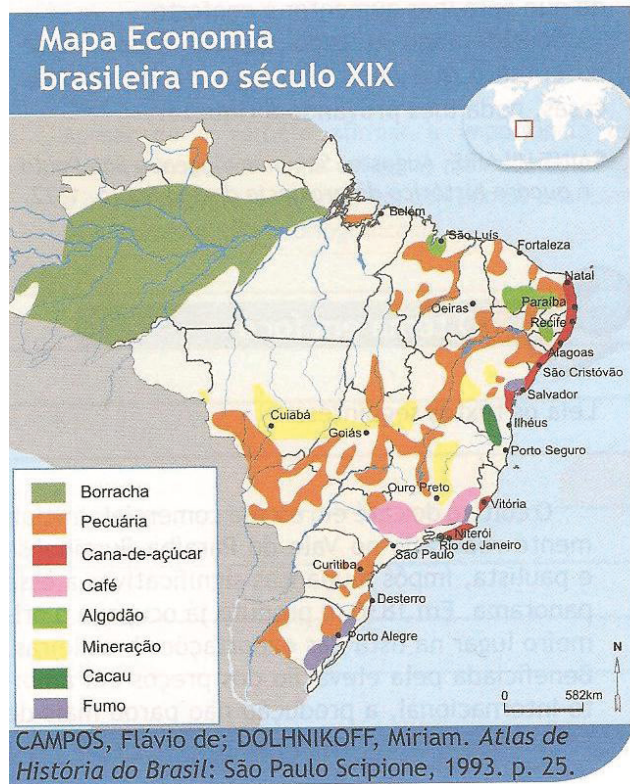 Mapa Economia
brasileira no século XIX
Belém
São Luís
Fortaleza
Natal
Oeiras
Paraíba
Recife
Alagoas
São Cristóvão
Salvador
Cuiabá
Goiás
Ilhéus
Porto Seguro
Ouro Preto
Vitória
Niterói
Rio de Janeiro
São Paulo
Curitiba
Desterro
Porto Alegre
Borracha
Pecuária
Cana-de-açúcar
Café
Algodão
Mineração
Cacau
Fumo
N
0 582km
CAMPOS, Flávio de; DOLHNIKOFF, Miriam. Atlas de
História do Brasil: São Paulo Scipione, 1993. p. 25.